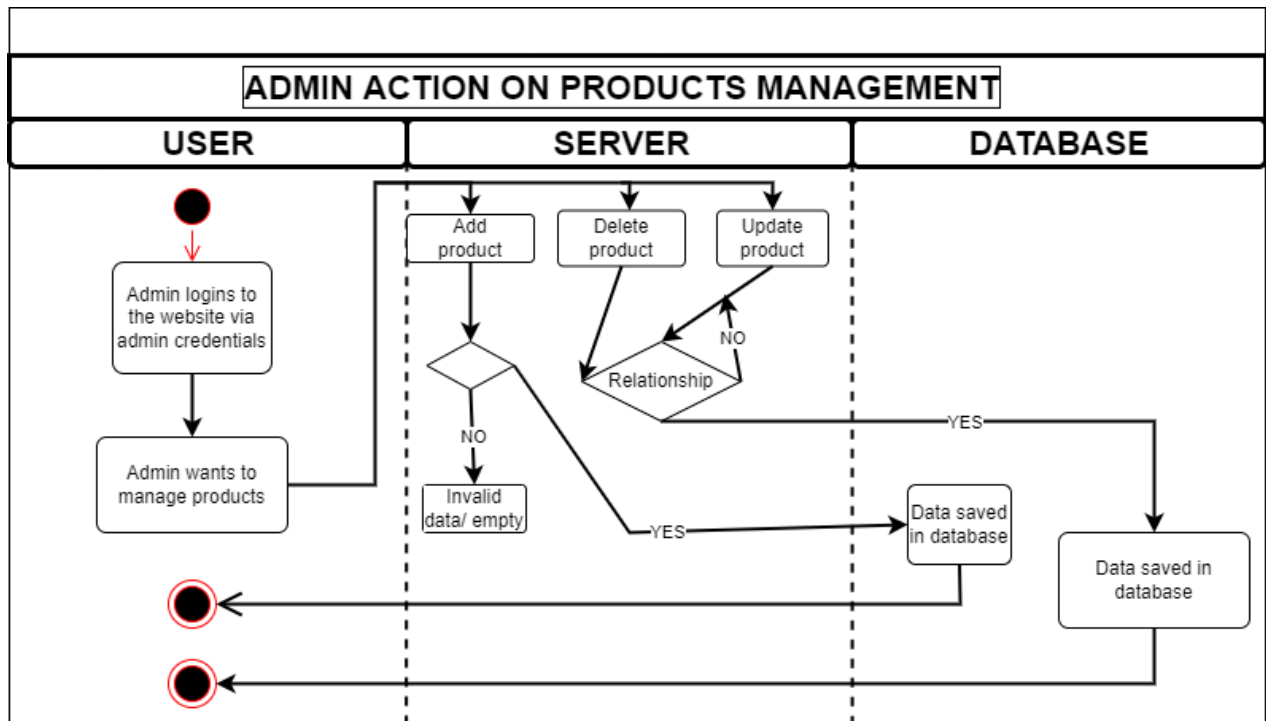 ADMIN ACTION ON PRODUCTS MANAGEMENT
USER
SERVER
DATABASE
Add
product
Delete
product
Update
product
Admin logins to
the website via
admin credentials
NO
Relationship
YES
NO
Admin wants to
manage products
Invalid
data/ empty
YES
Data saved
in database
Data saved in
database